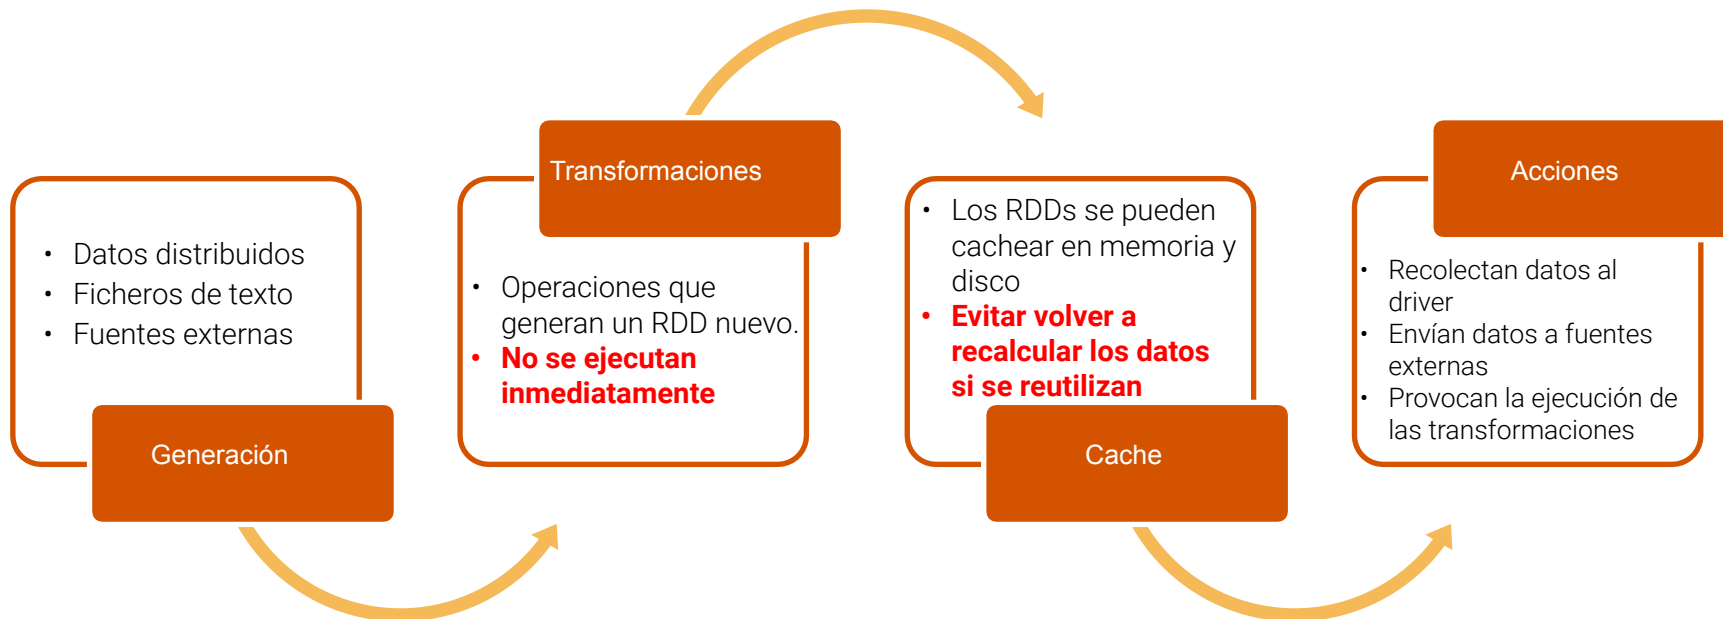 • Datos distribuidos
• Ficheros de texto
• Fuentes externas
Generación
Transformaciones
• Operaciones que
generan un RDD nuevo.
• No se ejecutan
inmediatamente
• Los RDDs se pueden
cachear en memoria y
disco
• Evitar volver a
recalcular los datos
si se reutilizan
Cache
Acciones
• Recolectan datos al
driver
• Envían datos a fuentes
externas
• Provocan la ejecución de
las transformaciones